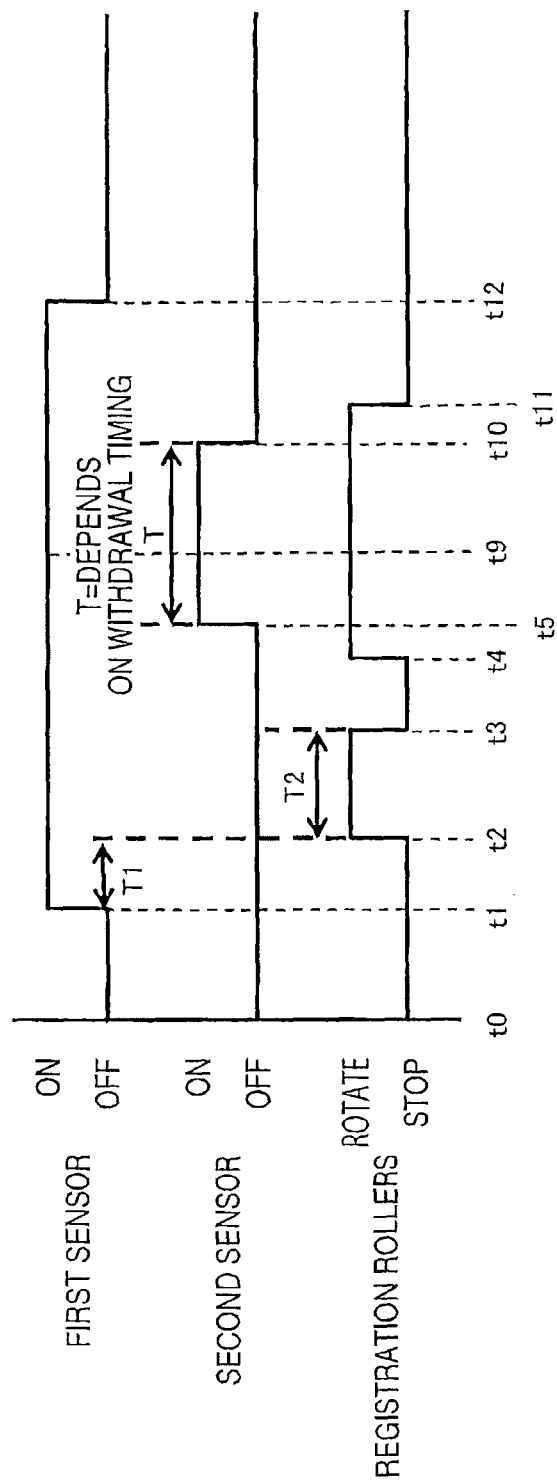 FIRST SENSOR
ON
OFF
T1
T=DEPENDS
ON WITHDRAWAL TIMING
T
SECOND SENSOR
ON
OFF
T2
REGISTRATION ROLLERS
ROTATE
STOP
t0
t1
t2
t3
t4
t5
t9
t10
t11
t12